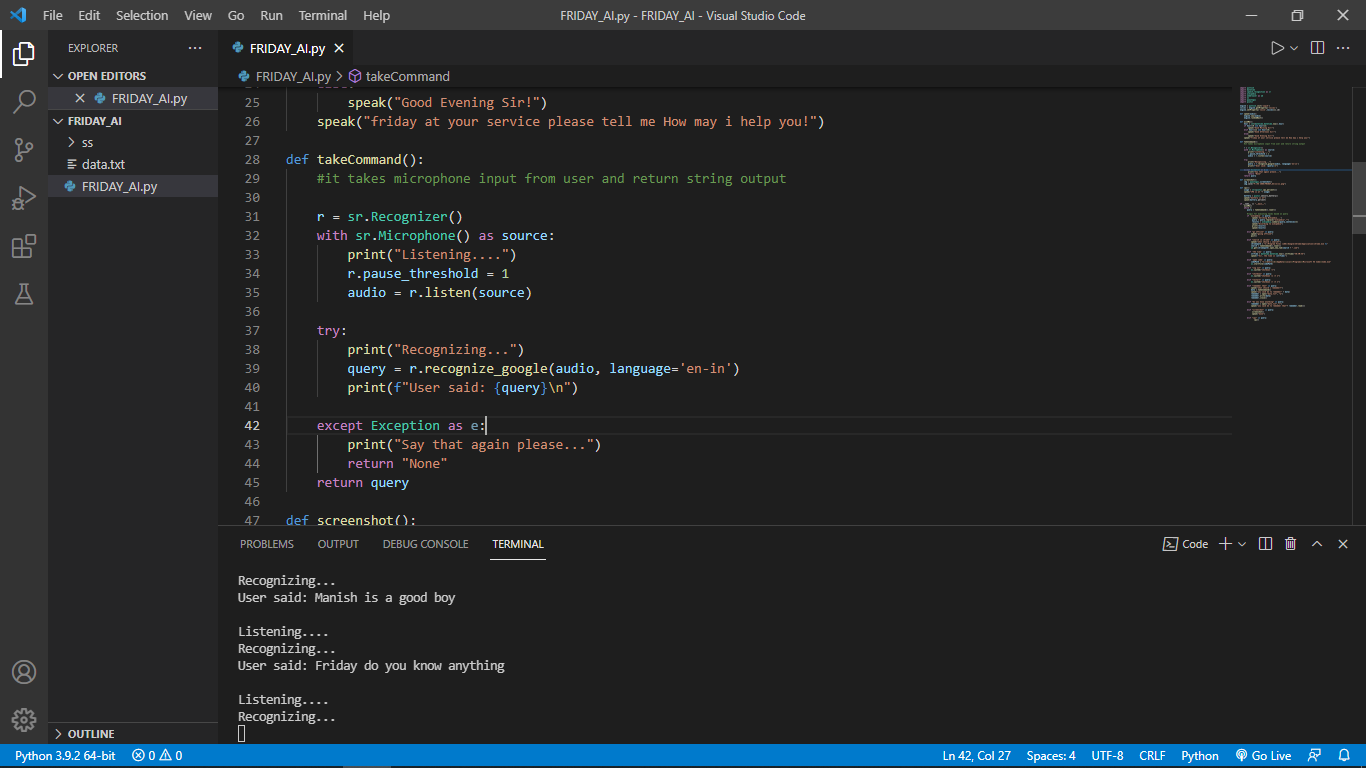 File Edit Selection View Go Run Terminal Help
FRIDAY_AI.py - FRIDAY_AI - Visual Studio Code
EXPLORER
OPEN EDITORS
FRIDAY_AI.py
FRIDAY_AI
ss
data.txt
FRIDAY_AI.py
OUTLINE
FRIDAY_AI.py
FRIDAY_AI.py > takeCommand
25 speak("Good Evening Sir!")
26 speak("friday at your service please tell me How may i help you!")
27
28 def takeCommand():
29 #it takes microphone input from user and return string output
30
31 r = sr.Recognizer()
32 with sr.Microphone() as source:
33 print("Listening....")
34 r.pause_threshold = 1
35 audio = r.listen(source)
36
37 try:
38 print("Recognizing...")
39 query = r.recognize_google(audio, language='en-in')
40 print(f"User said: {query}\n")
41
42 except Exception as e:
43 print("Say that again please...")
44 return "None"
45 return query
46
47 def screenshot():
PROBLEMS OUTPUT DEBUG CONSOLE TERMINAL
Code
Recognizing...
User said: Manish is a good boy
Listening....
Recognizing...
User said: Friday do you know anything
Listening....
Recognizing...
Python 3.9.2 64-bit 0 0
Ln 42, Col 27 Spaces: 4 UTF-8 CRLF Python Go Live